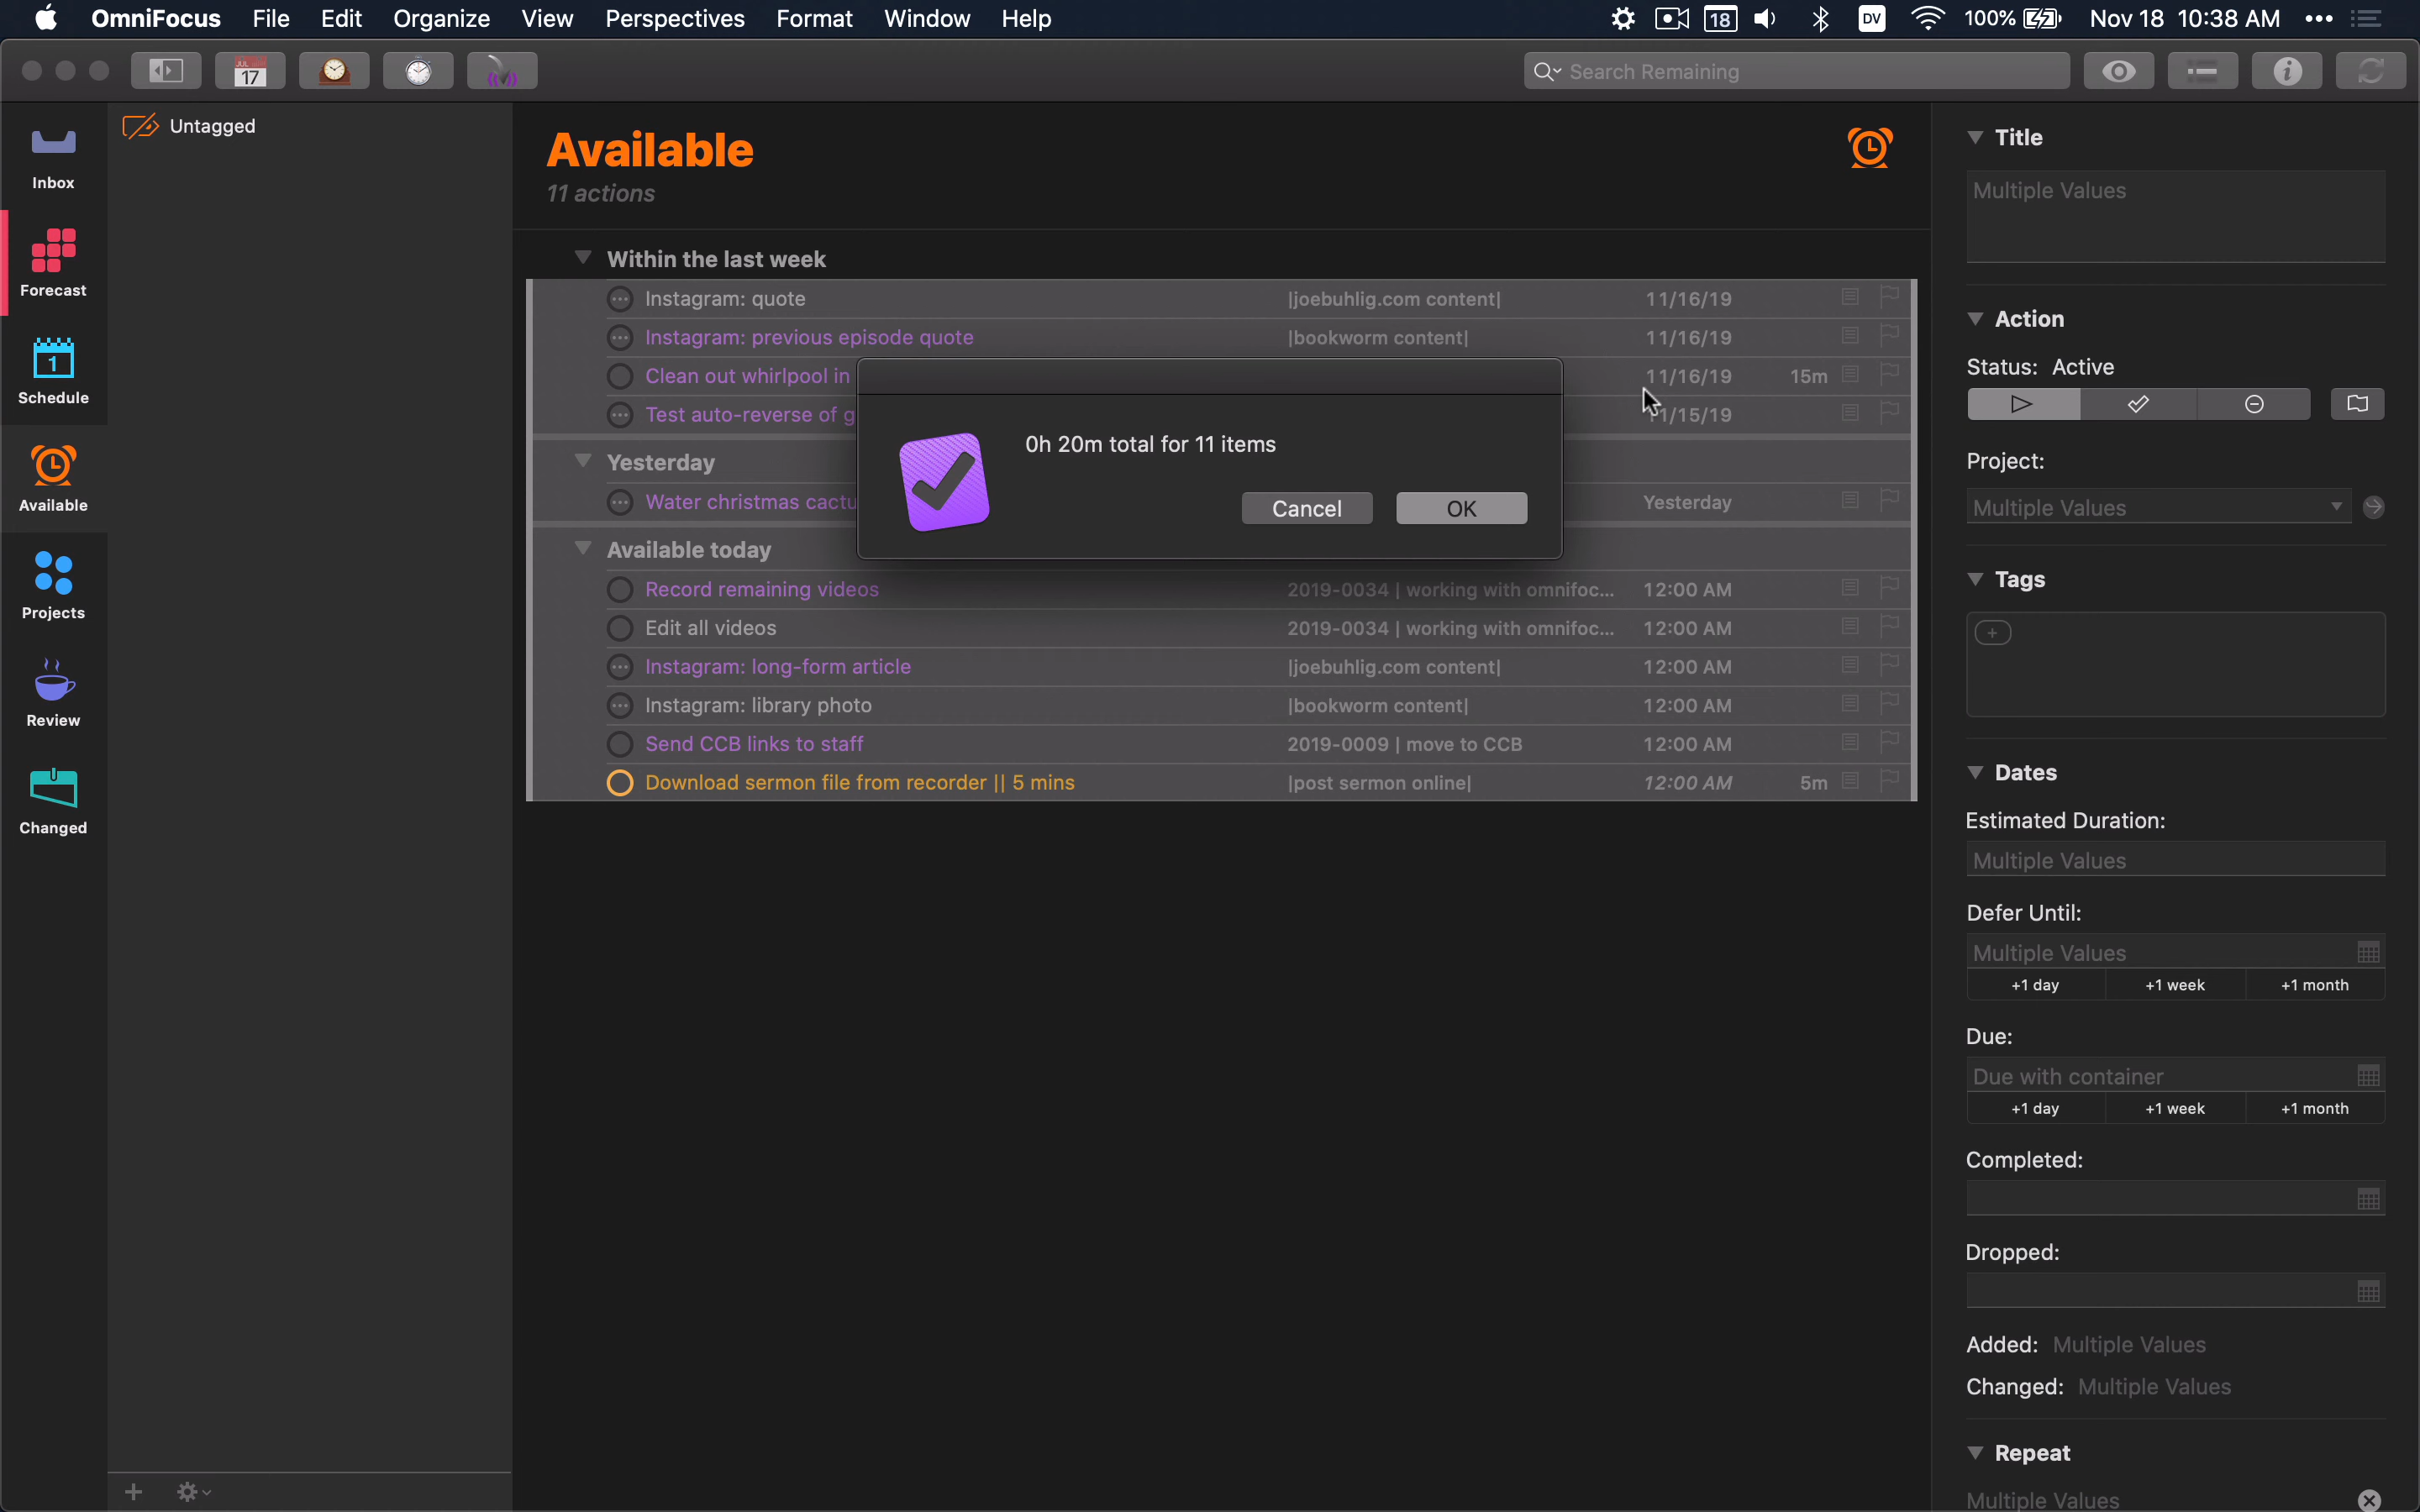 OmniFocus File Edit Organize View Perspectives Format Window Help
18 DV 100% Nov 18 10:38 AM
JUL 17
Search Remaining
Inbox
Forecast
1
Schedule
Available
Projects
Review
Changed
Untagged
Available
11 actions
Within the last week
Instagram: quote |joebuhlig.com content| 11/16/19
Instagram: previous episode quote |bookworm content| 11/16/19
Clean out whirlpool in 11/16/19 15m
Test auto-reverse of g 11/15/19
Yesterday
Water christmas cactu Yesterday
Available today
Record remaining videos 2019-0034 | working with omnifoc... 12:00 AM
Edit all videos 2019-0034 | working with omnifoc... 12:00 AM
Instagram: long-form article |joebuhlig.com content| 12:00 AM
Instagram: library photo |bookworm content| 12:00 AM
Send CCB links to staff 2019-0009 | move to CCB 12:00 AM
Download sermon file from recorder || 5 mins |post sermon online| 12:00 AM 5m
0h 20m total for 11 items
Cancel OK
Title
Multiple Values
Action
Status: Active
Project:
Multiple Values
Tags
Dates
Estimated Duration:
Multiple Values
Defer Until:
Multiple Values
+1 day +1 week +1 month
Due:
Due with container
+1 day +1 week +1 month
Completed:
Dropped:
Added: Multiple Values
Changed: Multiple Values
Repeat
Multiple Values